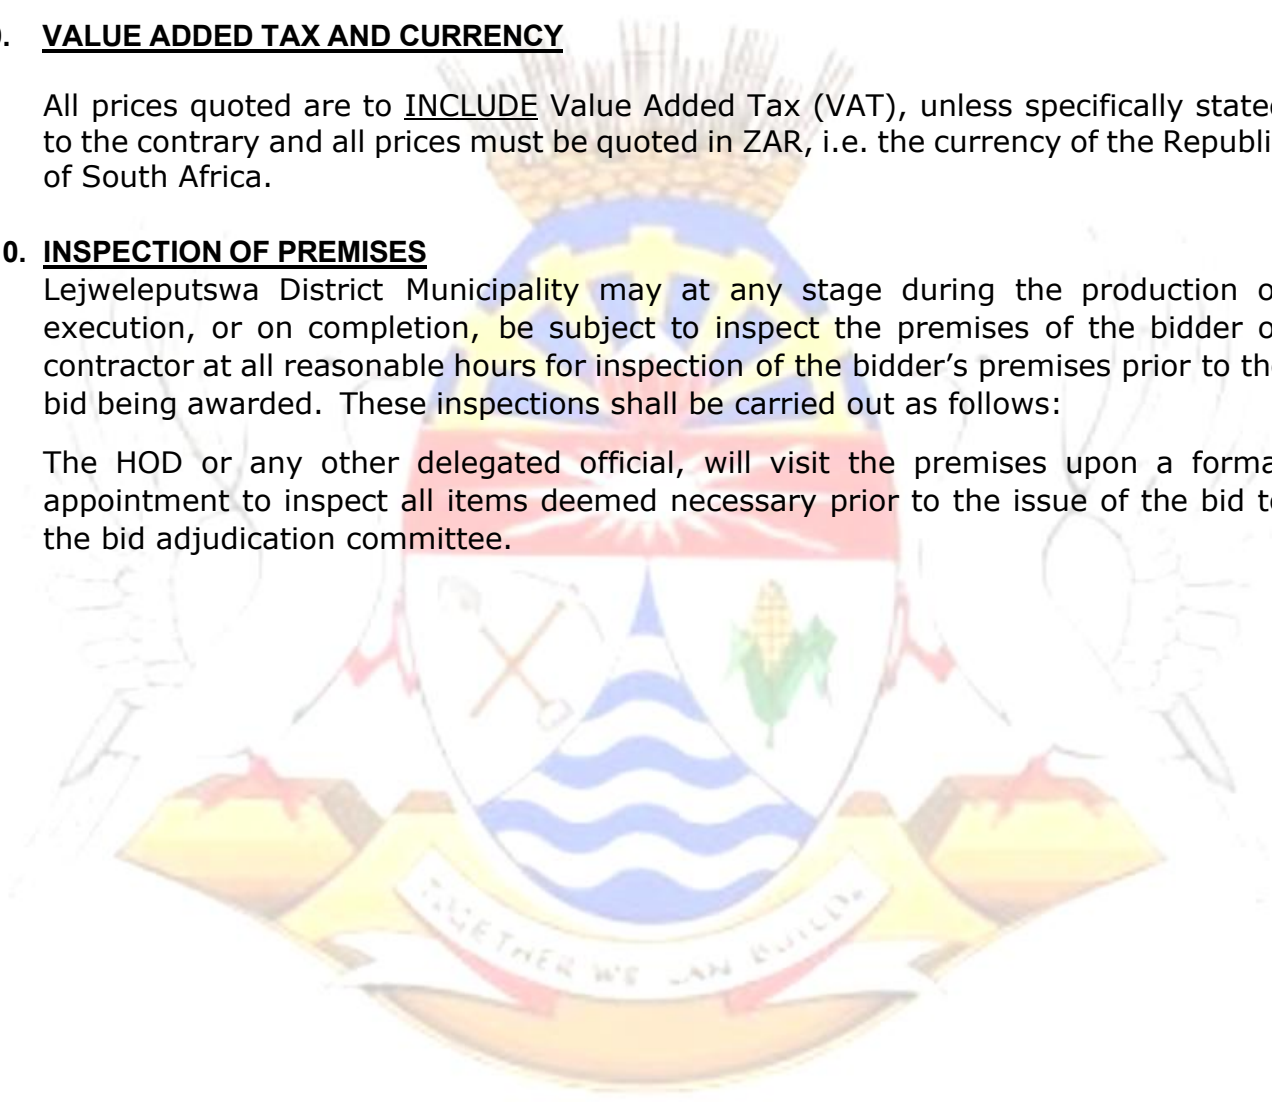 . VALUE ADDED TAX AND CURRENCY
All prices quoted are to INCLUDE Value Added Tax (VAT), unless specifically state
to the contrary and all prices must be quoted in ZAR, i.e. the currency of the Republi
of South Africa.
0. INSPECTION OF PREMISES
Lejweleputswa District Municipality may at any stage during the production o
execution, or on completion, be subject to inspect the premises of the bidder o
contractor at all reasonable hours for inspection of the bidder’s premises prior to th
bid being awarded. These inspections shall be carried out as follows:
The HOD or any other delegated official, will visit the premises upon a forma
appointment to inspect all items deemed necessary prior to the issue of the bid t
the bid adjudication committee.
TOGETHER WE CAN BUILD